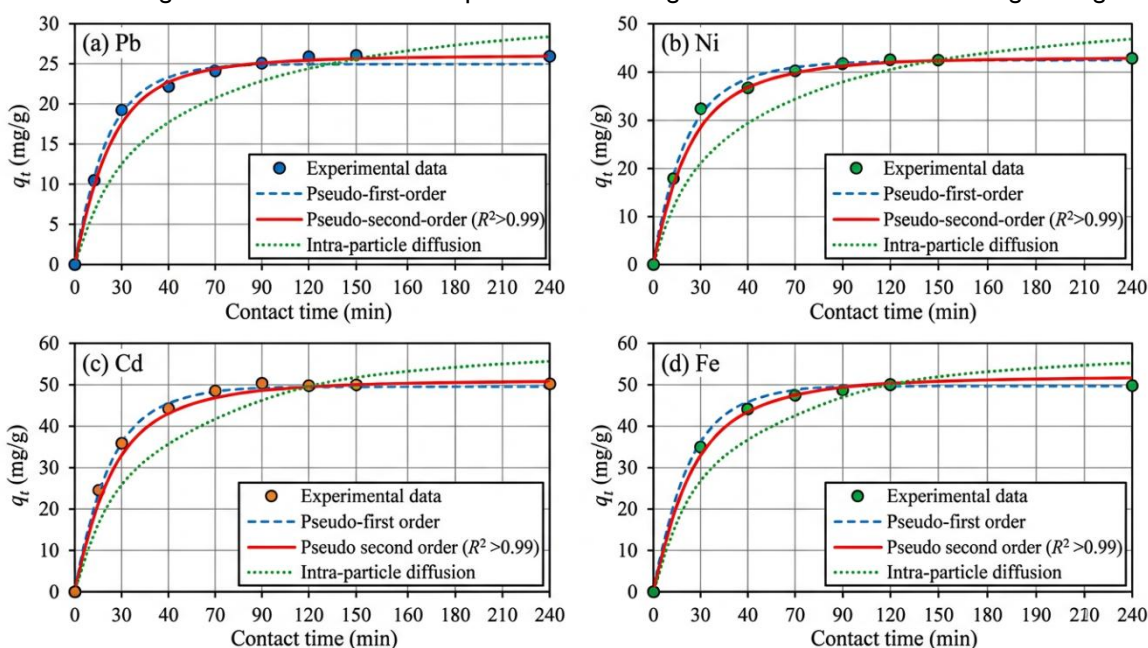 (a) Pb
30
25
20
15
10
5
0
q_t (mg/g)
Experimental data
Pseudo-first-order
Pseudo-second-order (R²>0.99)
Intra-particle diffusion
0 30 40 70 90 120 150 160 180 210 240
Contact time (min)
(b) Ni
50
40
30
20
10
0
q_t (mg/g)
Experimental data
Pseudo-first-order
Pseudo-second-order (R²>0.99)
Intra-particle diffusion
0 30 40 70 90 120 150 160 180 210 240
Contact time (min)
(c) Cd
60
50
40
30
20
10
0
q_t (mg/g)
Experimental data
Pseudo-first order
Pseudo second order (R² >0.99)
Intra-particle diffusion
0 30 40 70 90 120 150 160 180 210 240
Contact time (min)
(d) Fe
60
50
40
30
20
10
0
q_t (mg/g)
Experimental data
Pseudo-first order
Pseudo second order (R² >0.99)
Intra-particle diffusion
0 30 40 70 90 120 150 170 190 210 240
Contact time (min)